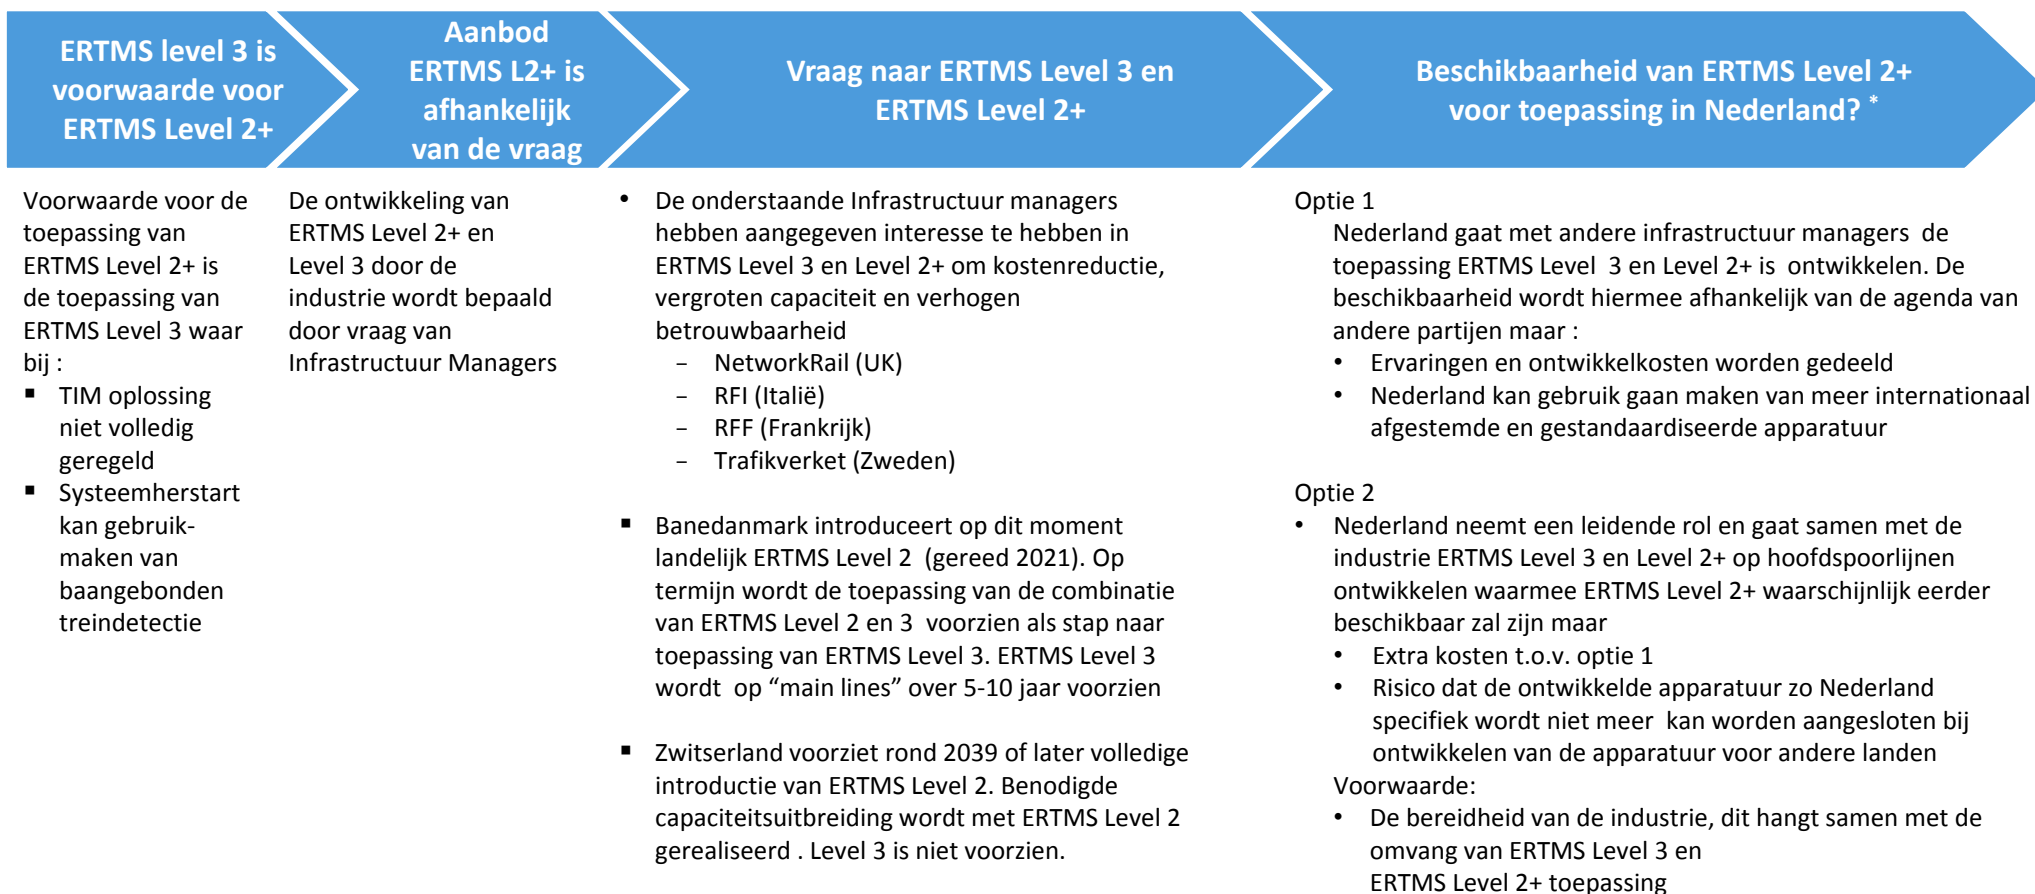 ERTMS level 3 is
voorwaarde voor
ERTMS Level 2+
Aanbod
ERTMS L2+ is
afhankelijk
van de vraag
Vraag naar ERTMS Level 3 en
ERTMS Level 2+
Beschikbaarheid van ERTMS Level 2+
voor toepassing in Nederland? *
Voorwaarde voor de
toepassing van
ERTMS Level 2+ is
de toepassing van
ERTMS Level 3 waar
bij :
▪ TIM oplossing
niet volledig
geregeld
▪ Systeemherstart
kan gebruik-
maken van
baangebonden
treindetectie
De ontwikkeling van
ERTMS Level 2+ en
Level 3 door de
industrie wordt bepaald
door vraag van
Infrastructuur Managers
• De onderstaande Infrastructuur managers
hebben aangegeven interesse te hebben in
ERTMS Level 3 en Level 2+ om kostenreductie,
vergroten capaciteit en verhogen
betrouwbaarheid
– NetworkRail (UK)
– RFI (Italië)
– RFF (Frankrijk)
– Trafikverket (Zweden)
▪ Banedanmark introduceert op dit moment
landelijk ERTMS Level 2 (gereed 2021). Op
termijn wordt de toepassing van de combinatie
van ERTMS Level 2 en 3 voorzien als stap naar
toepassing van ERTMS Level 3. ERTMS Level 3
wordt op “main lines” over 5-10 jaar voorzien
▪ Zwitserland voorziet rond 2039 of later volledige
introductie van ERTMS Level 2. Benodigde
capaciteitsuitbreiding wordt met ERTMS Level 2
gerealiseerd . Level 3 is niet voorzien.
Optie 1
Nederland gaat met andere infrastructuur managers de
toepassing ERTMS Level 3 en Level 2+ is ontwikkelen. De
beschikbaarheid wordt hiermee afhankelijk van de agenda van
andere partijen maar :
• Ervaringen en ontwikkelkosten worden gedeeld
• Nederland kan gebruik gaan maken van meer internationaal
afgestemde en gestandaardiseerde apparatuur
Optie 2
• Nederland neemt een leidende rol en gaat samen met de
industrie ERTMS Level 3 en Level 2+ op hoofdspoorlijnen
ontwikkelen waarmee ERTMS Level 2+ waarschijnlijk eerder
beschikbaar zal zijn maar
• Extra kosten t.o.v. optie 1
• Risico dat de ontwikkelde apparatuur zo Nederland
specifiek wordt niet meer kan worden aangesloten bij
ontwikkelen van de apparatuur voor andere landen
Voorwaarde:
• De bereidheid van de industrie, dit hangt samen met de
omvang van ERTMS Level 3 en
ERTMS Level 2+ toepassing